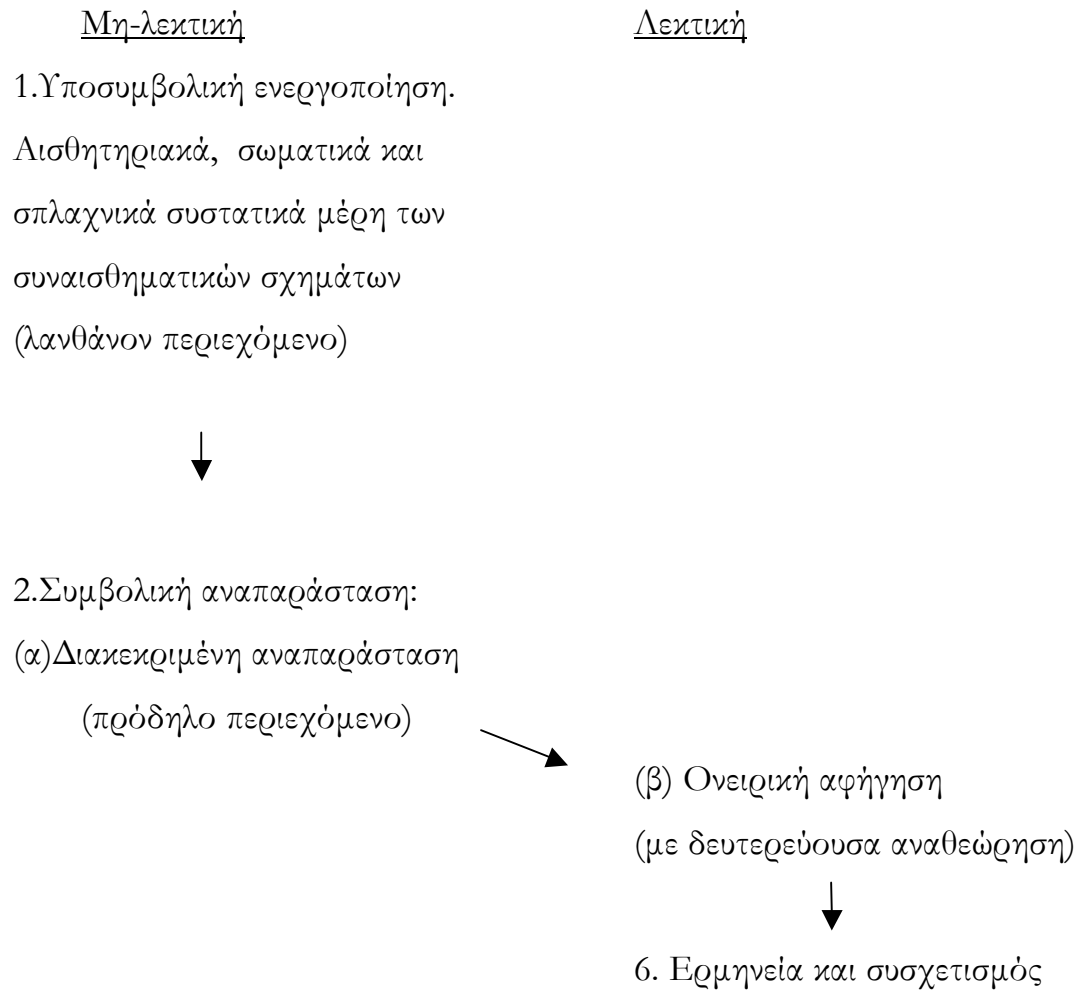 Μη-λεκτική Λεκτική
1.Υποσυμβολική ενεργοποίηση.
Αισθητηριακά, σωματικά και
σπλαχνικά συστατικά μέρη των
συναισθηματικών σχημάτων
(λανθάνον περιεχόμενο)
2.Συμβολική αναπαράσταση:
(α)Διακεκριμένη αναπαράσταση
(πρόδηλο περιεχόμενο)
(β) Ονειρική αφήγηση
(με δευτερεύουσα αναθεώρηση)
6. Ερμηνεία και συσχετισμός